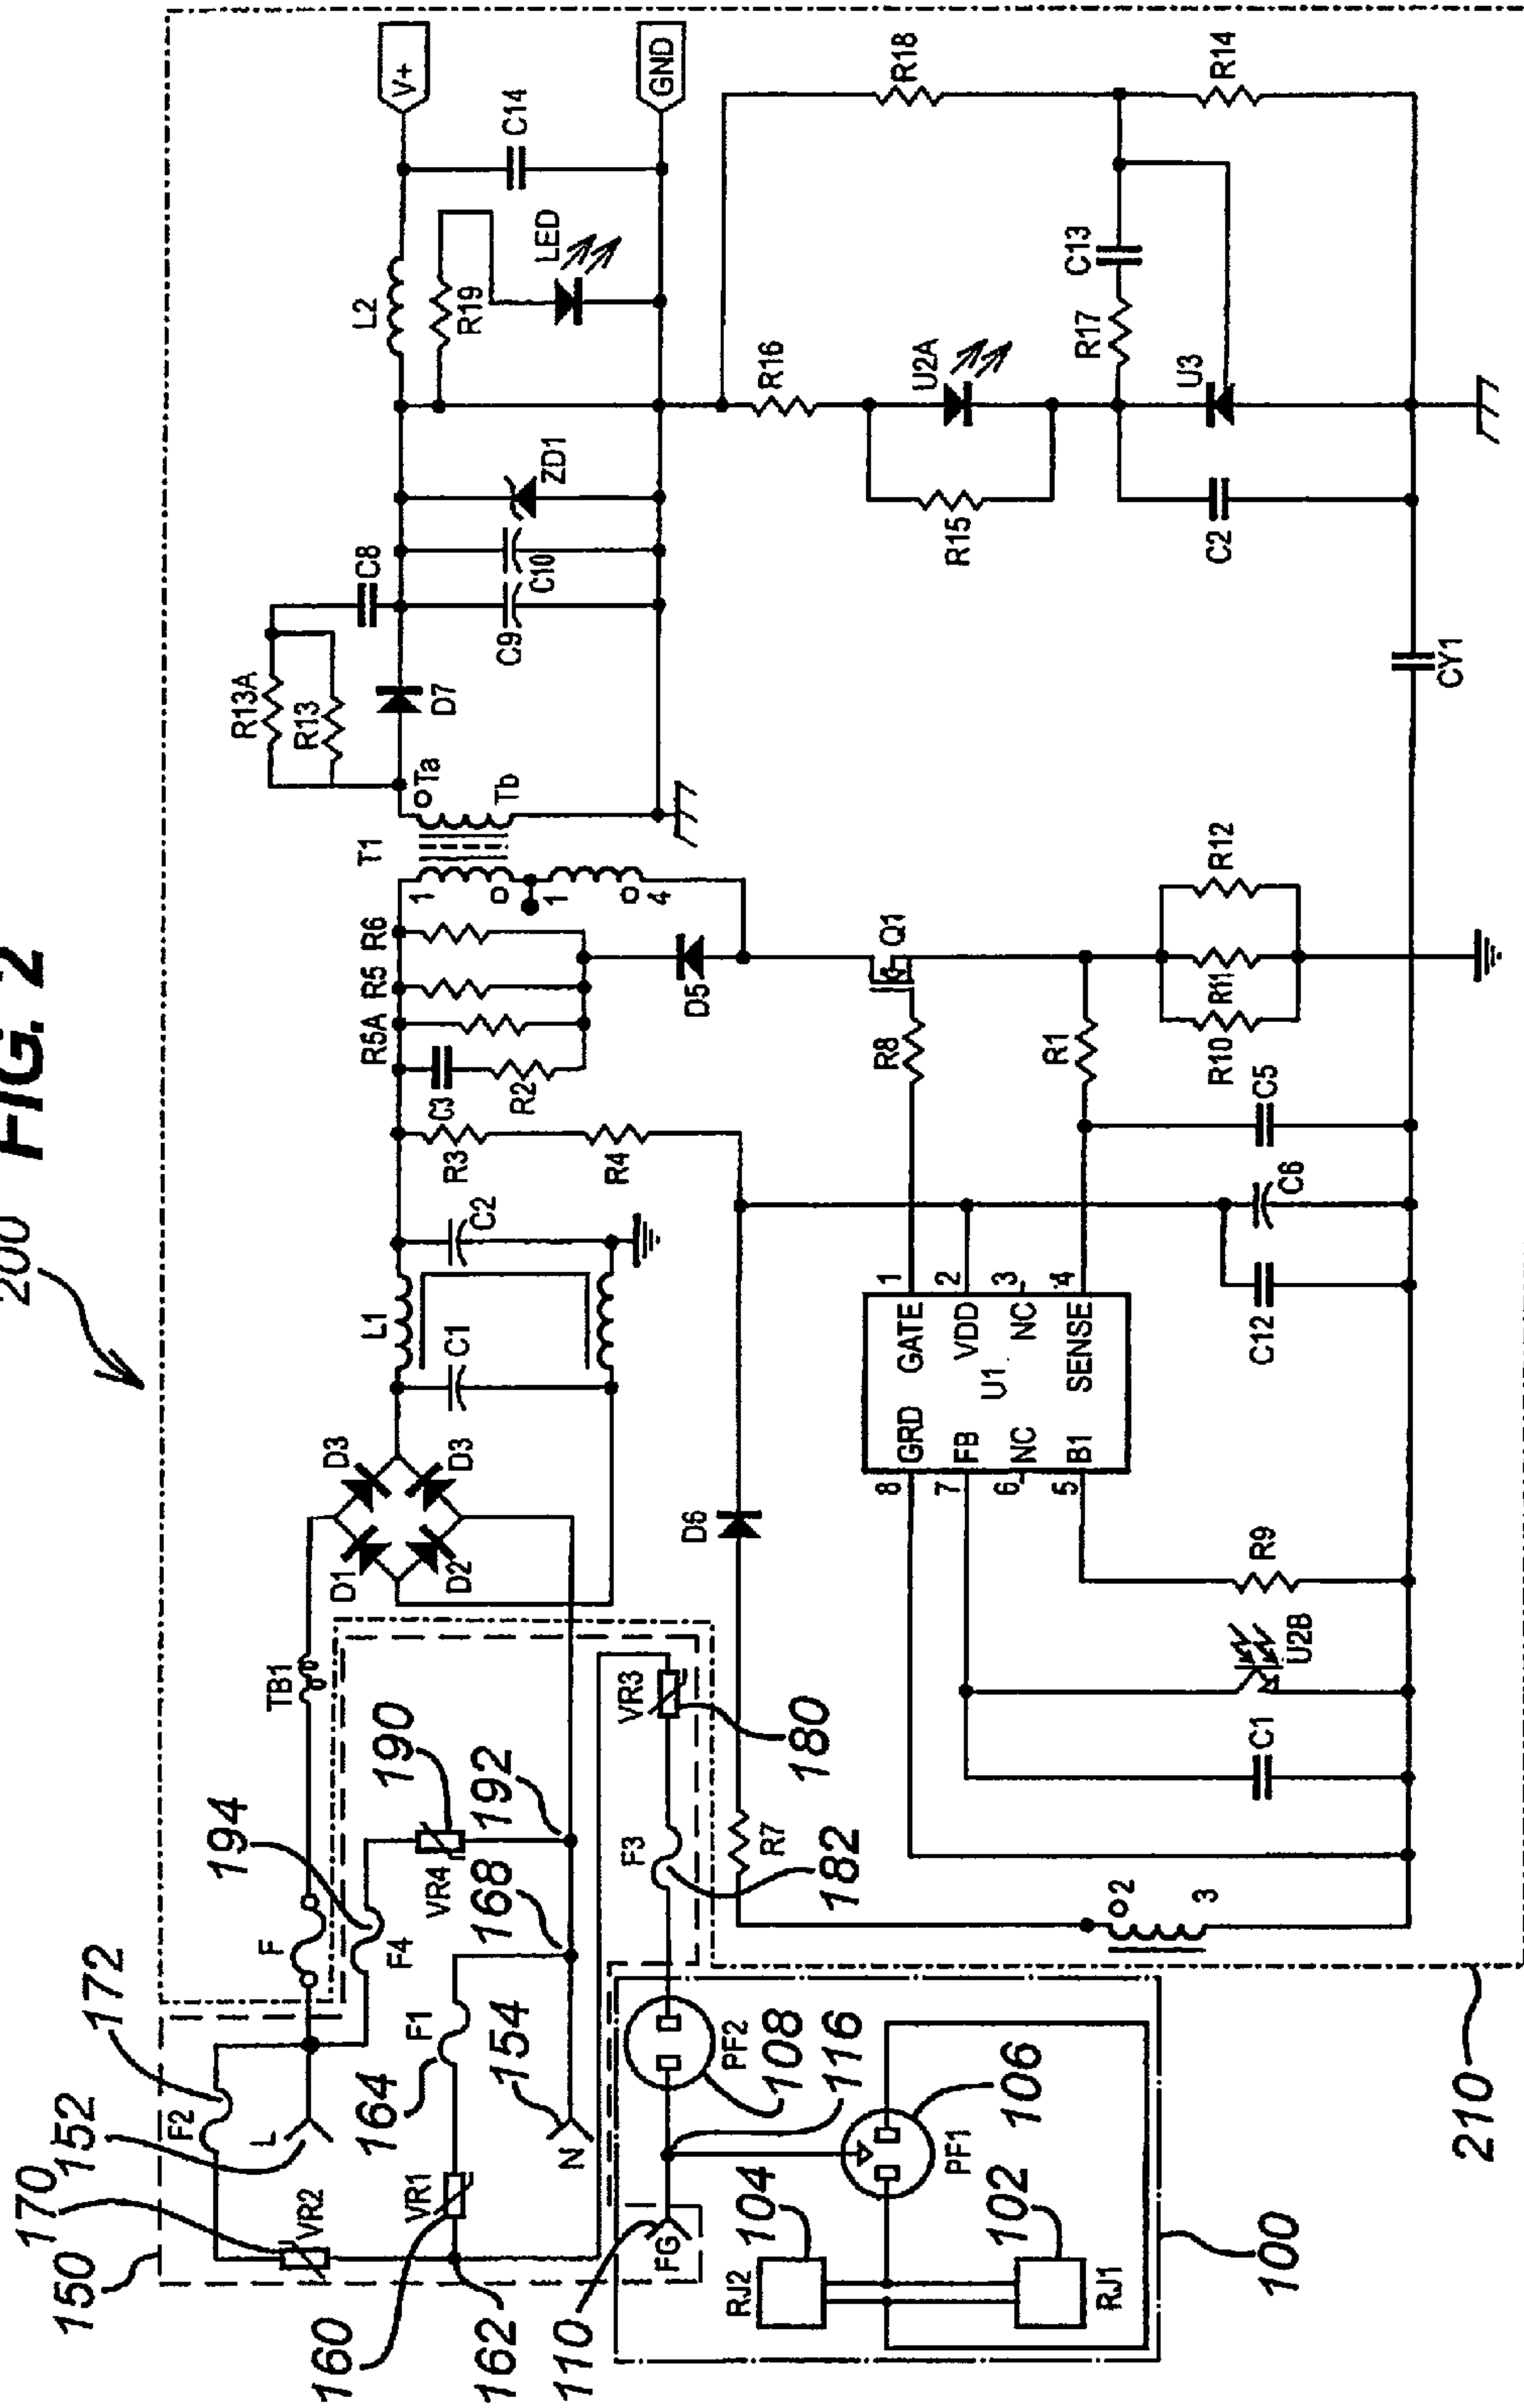 FIG. 2
200
150
170
152
172
194
190
192
168
154
164
160
162
110
180
182
108
116
106
104
102
100
210
F2
L
VR2
VR1
F1
N
F
F4
VR4
TB1
F3
VR3
FG
PF2
PF1
RJ2
RJ1
D1
D3
D2
D3
L1
C1
C2
R3
R4
C3
R2
R5A
R5
R6
D5
T1
1
1
4
Ta
Tb
R13A
R13
D7
C8
C9
C10
ZD1
L2
R19
LED
C14
V+
GND
R16
R18
R14
R15
U2A
R17
C13
U3
C2
CY1
Q1
R8
R1
R10
R11
R12
C5
C6
C12
D6
R7
2
3
8
7
6
5
GRD
FB
NC
B1
U1
GATE
VDD
NC
SENSE
1
2
3
4
R9
U2B
C1